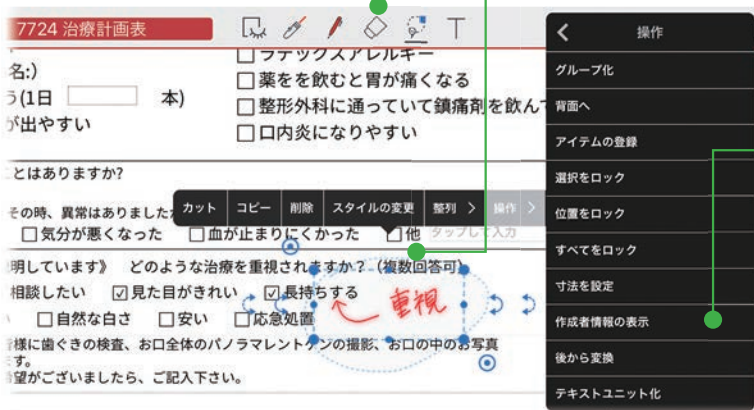 7724 治療計画表
T
操作
グループ化
背面へ
アイテムの登録
選択をロック
位置をロック
すべてをロック
寸法を設定
作成者情報の表示
後から変換
テキストユニット化
名:)
う(1日 本)
が出やすい
□ラテックスアレルギー
□薬をを飲むと胃が痛くなる
□整形外科に通っていて鎮痛剤を飲んで
□口内炎になりやすい
ことはありますか?
その時、異常はありました
カット コピー 削除 スタイルの変更 整列 > 操作 >
□気分が悪くなった □血が止まりにくかった □他 タップして入力
明しています》 どのような治療を重視されますか?(複数回答可)
相談したい ☑見た目がきれい ☑長持ちする
□自然な白さ □安い □応急処置
重視
様に歯ぐきの検査、お口全体のパノラマレントゲンの撮影、お口の中のお写真
す。
希望がございましたら、ご記入下さい。